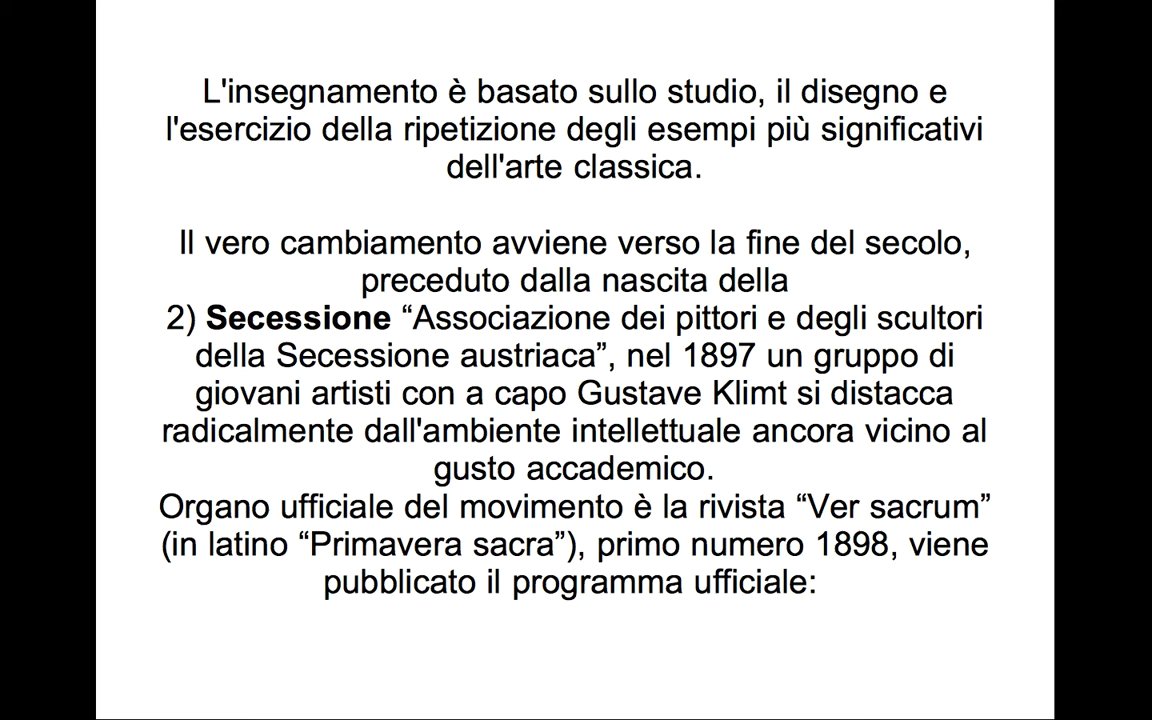 L'insegnamento è basato sullo studio, il disegno e
l'esercizio della ripetizione degli esempi più significativi
dell'arte classica.
Il vero cambiamento avviene verso la fine del secolo,
preceduto dalla nascita della
2) Secessione “Associazione dei pittori e degli scultori
della Secessione austriaca”, nel 1897 un gruppo di
giovani artisti con a capo Gustave Klimt si distacca
radicalmente dall'ambiente intellettuale ancora vicino al
gusto accademico.
Organo ufficiale del movimento è la rivista “Ver sacrum”
(in latino “Primavera sacra”), primo numero 1898, viene
pubblicato il programma ufficiale: